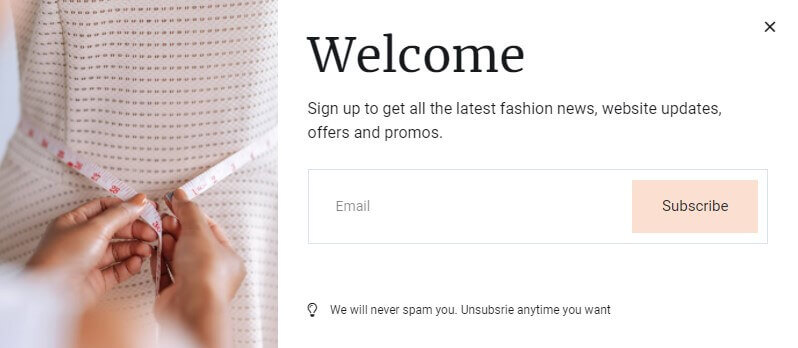 Welcome
Sign up to get all the latest fashion news, website updates,
offers and promos.
Email
Subscribe
We will never spam you. Unsubsrie anytime you want